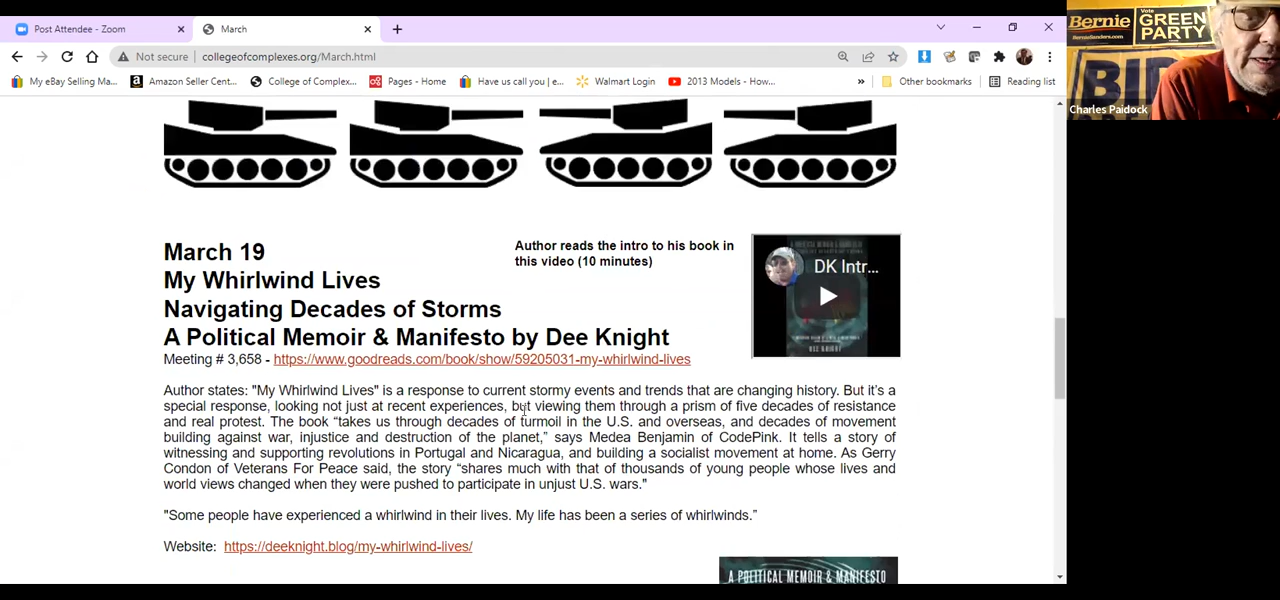 Post Attendee - Zoom
March
Not secure
collegeofcomplexes.org/March.html
My eBay Selling Ma...
Amazon Seller Cent...
College of Complex...
Pages - Home
Have us call you | e...
Walmart Login
2013 Models - How...
»
Other bookmarks
Reading list
Bernie
BernieSanders.com
Vote
GREEN
PARTY
BID
Charles Paidock
March 19
My Whirlwind Lives
Navigating Decades of Storms
A Political Memoir & Manifesto by Dee Knight
Author reads the intro to his book in
this video (10 minutes)
DK Intr...
Meeting # 3,658 - https://www.goodreads.com/book/show/59205031-my-whirlwind-lives
Author states: "My Whirlwind Lives" is a response to current stormy events and trends that are changing history. But it's a
special response, looking not just at recent experiences, but viewing them through a prism of five decades of resistance
and real protest. The book “takes us through decades of turmoil in the U.S. and overseas, and decades of movement
building against war, injustice and destruction of the planet,” says Medea Benjamin of CodePink. It tells a story of
witnessing and supporting revolutions in Portugal and Nicaragua, and building a socialist movement at home. As Gerry
Condon of Veterans For Peace said, the story “shares much with that of thousands of young people whose lives and
world views changed when they were pushed to participate in unjust U.S. wars."
"Some people have experienced a whirlwind in their lives. My life has been a series of whirlwinds.”
Website: https://deeknight.blog/my-whirlwind-lives/
A POLITICAL MEMOIR & MANIFESTO